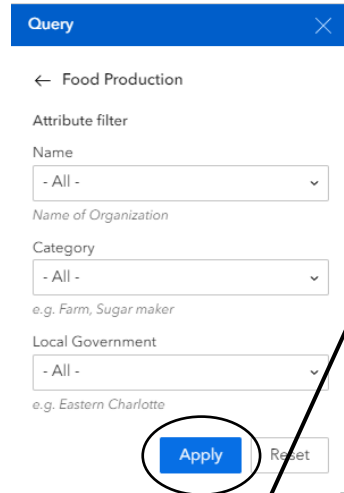 Query
← Food Production
Attribute filter
Name
- All -
Name of Organization
Category
- All -
e.g. Farm, Sugar maker
Local Government
- All -
e.g. Eastern Charlotte
Apply Reset